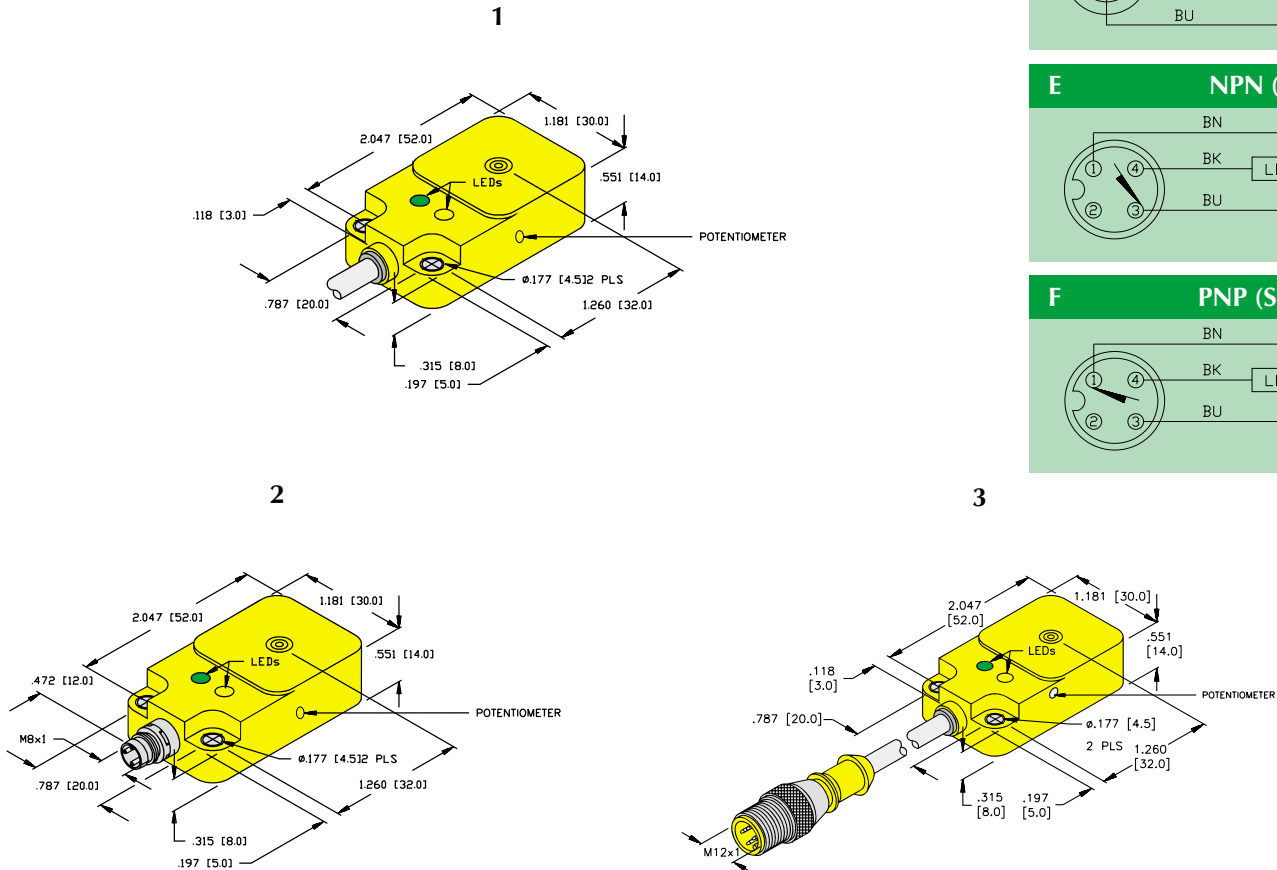 1
2.047 [52.0]
1.181 [30.0]
LEDs
.551 [14.0]
.118 [3.0]
POTENTIOMETER
ø.177 [4.5]2 PLS
.787 [20.0]
1.260 [32.0]
.315 [8.0]
.197 [5.0]
BU
E NPN (
BN
1 4 BK
2 3 BU
F PNP (S
BN
1 4 BK
2 3 BU
2
2.047 [52.0]
1.181 [30.0]
LEDs
.551 [14.0]
.472 [12.0]
POTENTIOMETER
M8x1
ø.177 [4.5]2 PLS
.787 [20.0]
1.260 [32.0]
.315 [8.0]
.197 [5.0]
3
2.047
[52.0]
1.181 [30.0]
LEDs
.551
[14.0]
.118
[3.0]
POTENTIOMETER
.787 [20.0]
ø.177 [4.5]
2 PLS
1.260
[32.0]
.315
[8.0]
.197
[5.0]
M12x1